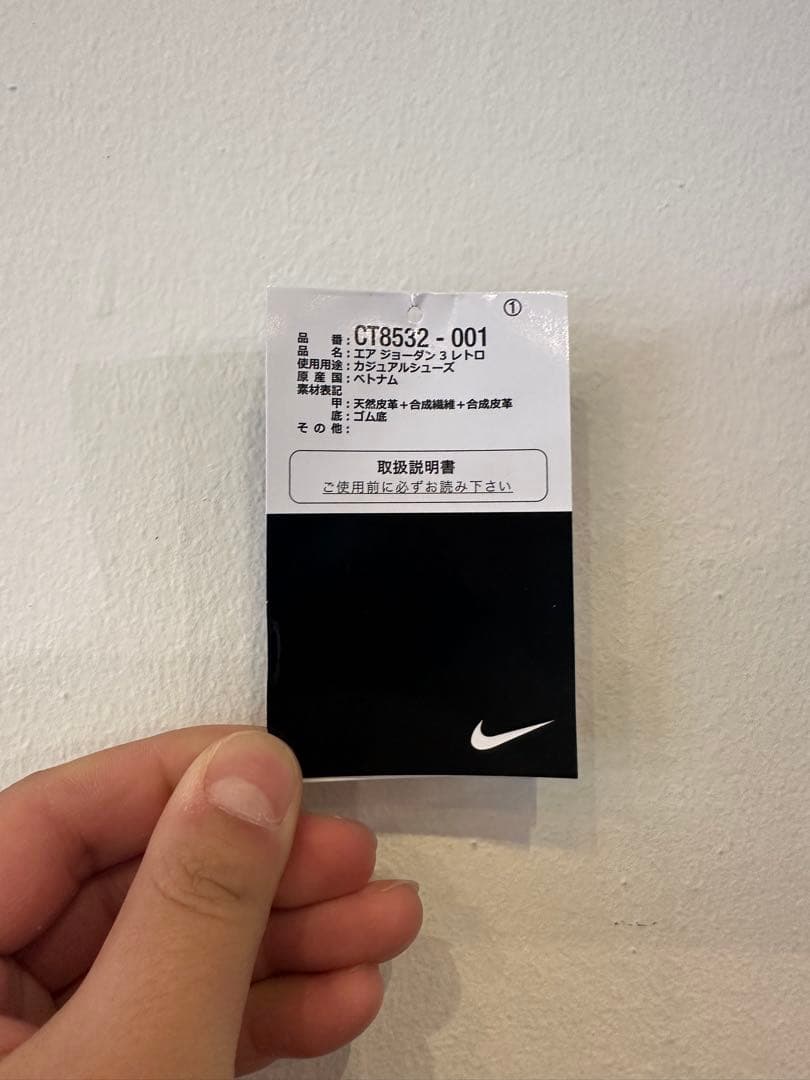 ①
品 番：CT8532 - 001
品 名：エア ジョーダン 3 レトロ
使用用途：カジュアルシューズ
原 産 国：ベトナム
素材表記
甲：天然皮革＋合成繊維＋合成皮革
底：ゴム底
そ の 他：
取扱説明書
ご使用前に必ずお読み下さい